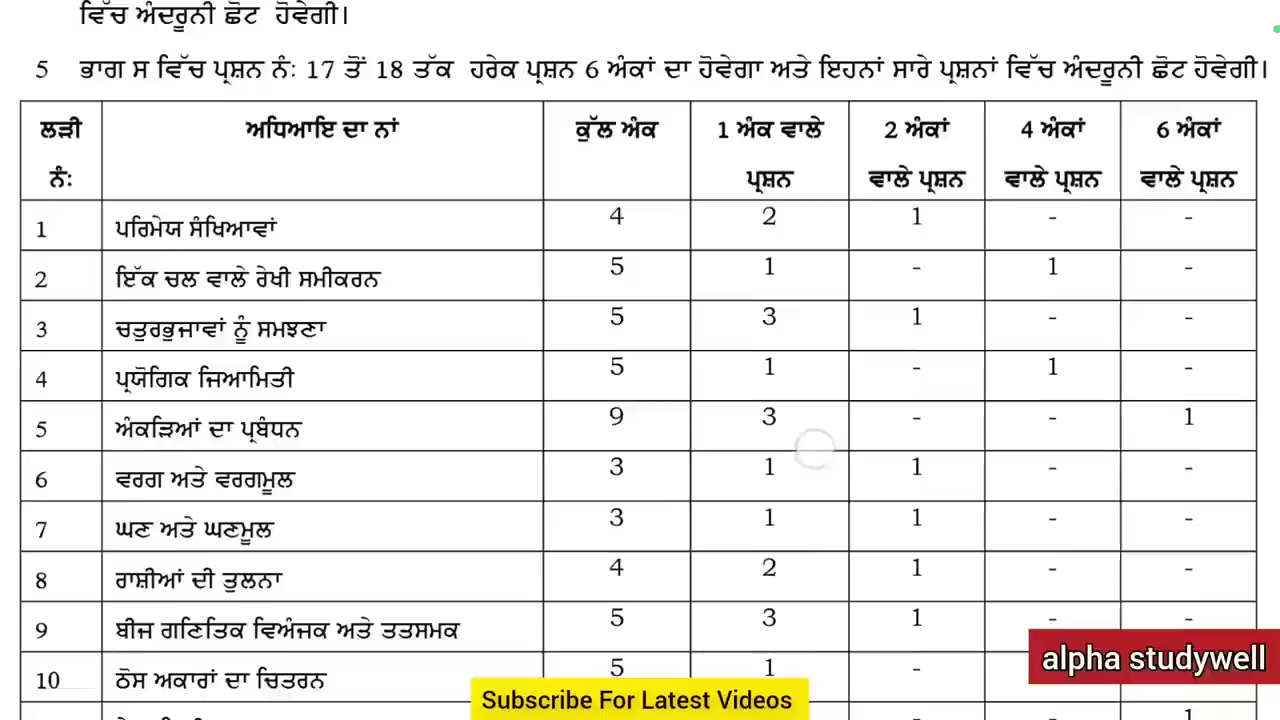 ਵਿੱਚ ਅੰਦਰੂਨੀ ਛੋਟ ਹੋਵੇਗੀ।
5 ਭਾਗ ਸ ਵਿੱਚ ਪ੍ਰਸ਼ਨ ਨੰ: 17 ਤੋਂ 18 ਤੱਕ ਹਰੇਕ ਪ੍ਰਸ਼ਨ 6 ਅੰਕਾਂ ਦਾ ਹੋਵੇਗਾ ਅਤੇ ਇਹਨਾਂ ਸਾਰੇ ਪ੍ਰਸ਼ਨਾਂ ਵਿੱਚ ਅੰਦਰੂਨੀ ਛੋਟ ਹੋਵੇਗੀ।
ਲੜੀ ਅਧਿਆਇ ਦਾ ਨਾਂ ਕੁੱਲ ਅੰਕ 1 ਅੰਕ ਵਾਲੇ 2 ਅੰਕਾਂ 4 ਅੰਕਾਂ 6 ਅੰਕਾਂ
ਨੰ: ਪ੍ਰਸ਼ਨ ਵਾਲੇ ਪ੍ਰਸ਼ਨ ਵਾਲੇ ਪ੍ਰਸ਼ਨ ਵਾਲੇ ਪ੍ਰਸ਼ਨ
1 ਪਰਿਮੇਯ ਸੰਖਿਆਵਾਂ 4 2 1 - -
2 ਇੱਕ ਚਲ ਵਾਲੇ ਰੇਖੀ ਸਮੀਕਰਨ 5 1 - 1 -
3 ਚਤੁਰਭੁਜਾਵਾਂ ਨੂੰ ਸਮਝਣਾ 5 3 1 - -
4 ਪ੍ਰਯੋਗਿਕ ਜਿਆਮਿਤੀ 5 1 - 1 -
5 ਅੰਕੜਿਆਂ ਦਾ ਪ੍ਰਬੰਧਨ 9 3 - - 1
6 ਵਰਗ ਅਤੇ ਵਰਗਮੂਲ 3 1 1 - -
7 ਘਣ ਅਤੇ ਘਣਮੂਲ 3 1 1 - -
8 ਰਾਸ਼ੀਆਂ ਦੀ ਤੁਲਨਾ 4 2 1 - -
9 ਬੀਜ ਗਣਿਤਿਕ ਵਿਅੰਜਕ ਅਤੇ ਤਤਸਮਕ 5 3 1 - -
10 ਠੋਸ ਅਕਾਰਾਂ ਦਾ ਚਿਤਰਨ 5 1 -
alpha studywell
Subscribe For Latest Videos
- - 1